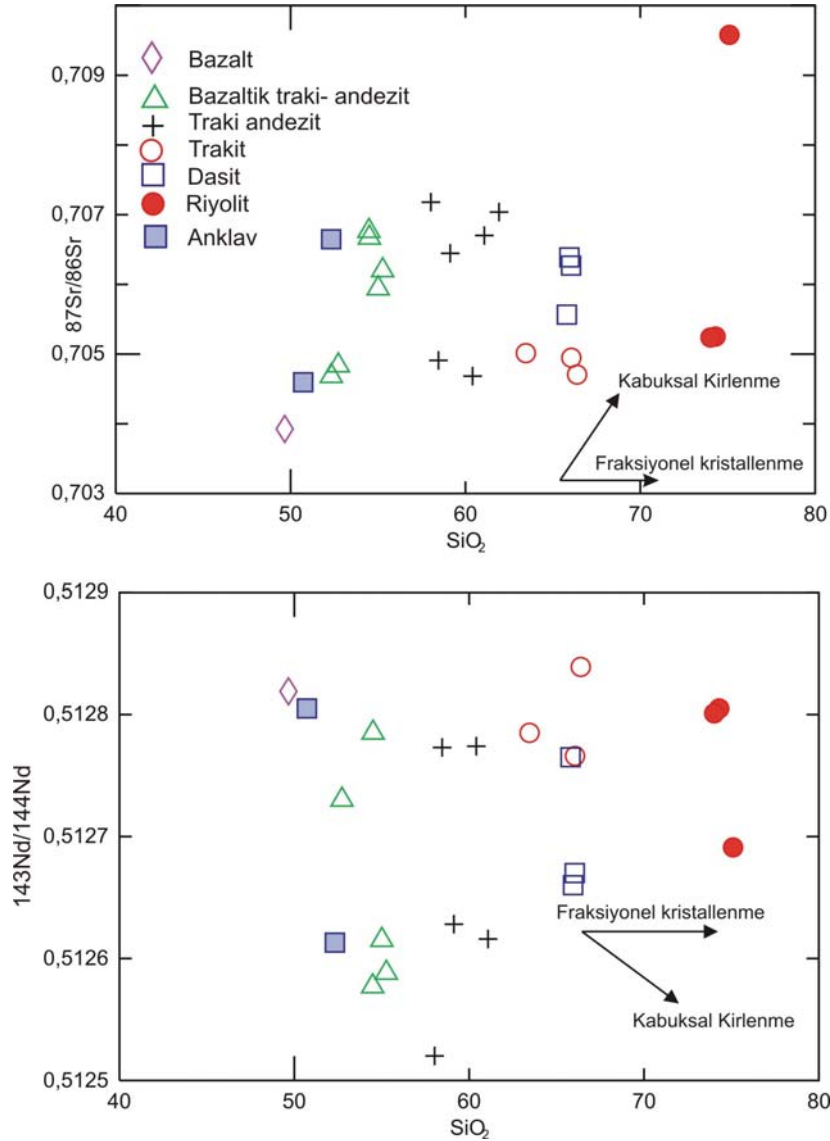 0,709
0,707
0,705
0,703
87Sr/86Sr
Bazalt
Bazaltik traki- andezit
Traki andezit
Trakit
Dasit
Riyolit
Anklav
Kabuksal Kirlenme
Fraksiyonel kristallenme
40 50 60 70 80
SiO₂
0,5129
0,5128
0,5127
0,5126
0,5125
143Nd/144Nd
Fraksiyonel kristallenme
Kabuksal Kirlenme
40 50 60 70 80
SiO₂